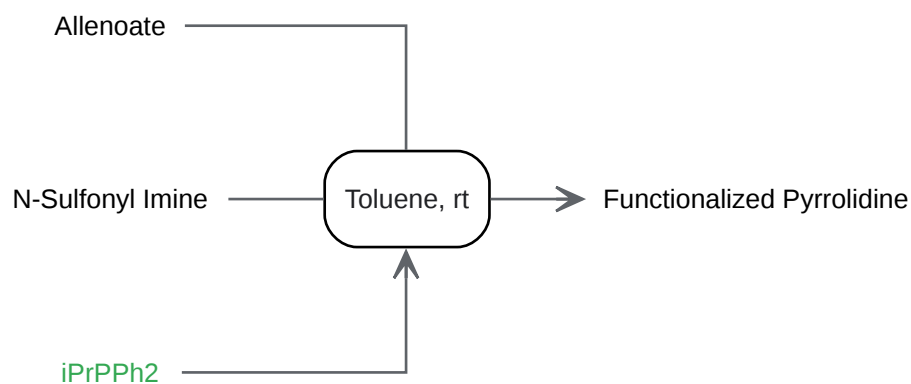 Allenoate
N-Sulfonyl Imine
Toluene, rt
Functionalized Pyrrolidine
iPrPPh2